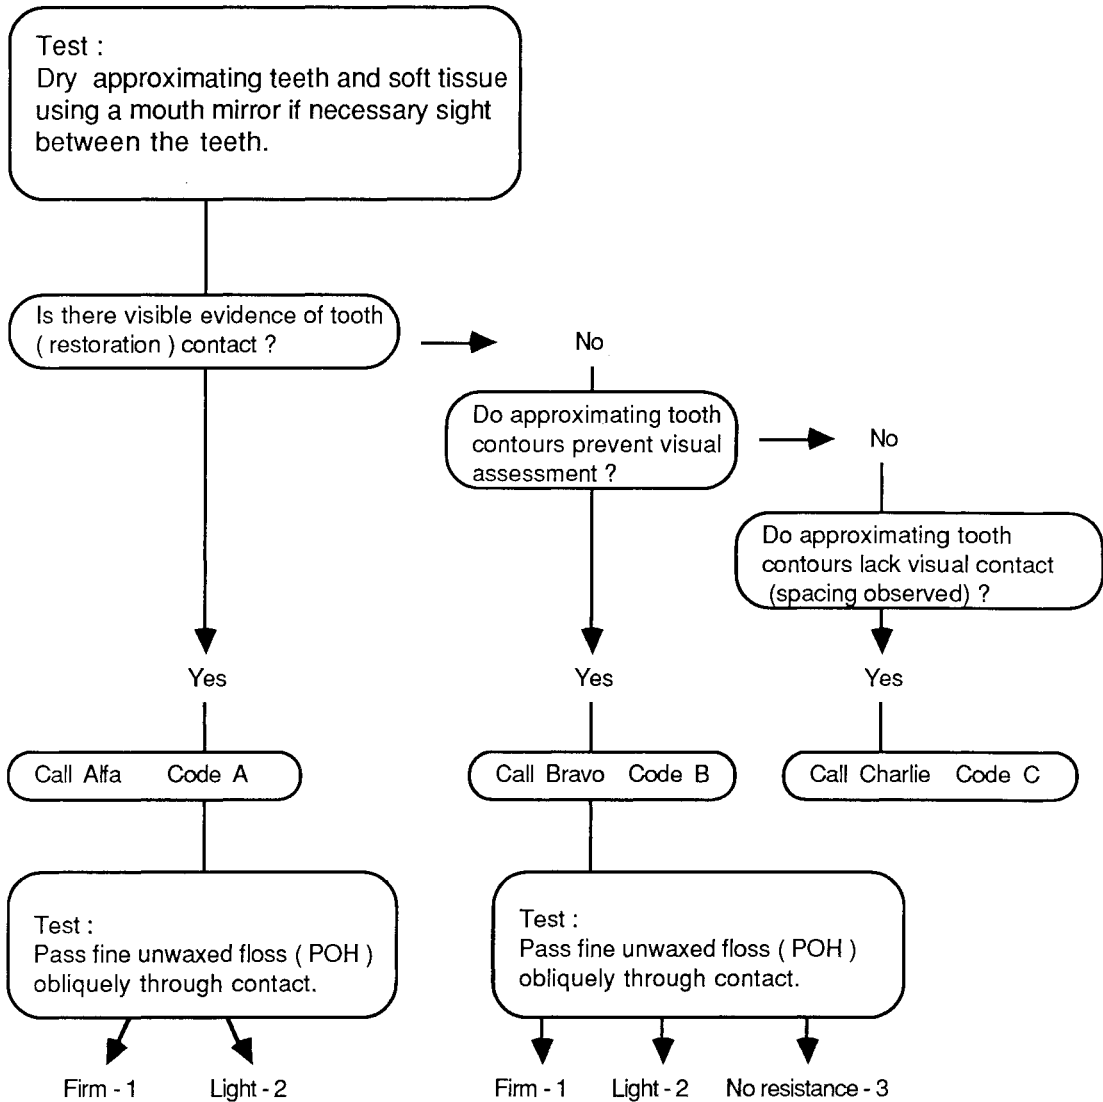 Test :
Dry approximating teeth and soft tissue
using a mouth mirror if necessary sight
between the teeth.
Is there visible evidence of tooth
( restoration ) contact ?
No
Do approximating tooth
contours prevent visual
assessment ?
No
Do approximating tooth
contours lack visual contact
(spacing observed) ?
Yes
Yes
Yes
Call Alfa Code A
Call Bravo Code B
Call Charlie Code C
Test :
Pass fine unwaxed floss ( POH )
obliquely through contact.
Test :
Pass fine unwaxed floss ( POH )
obliquely through contact.
Firm - 1
Light - 2
Firm - 1
Light - 2
No resistance - 3